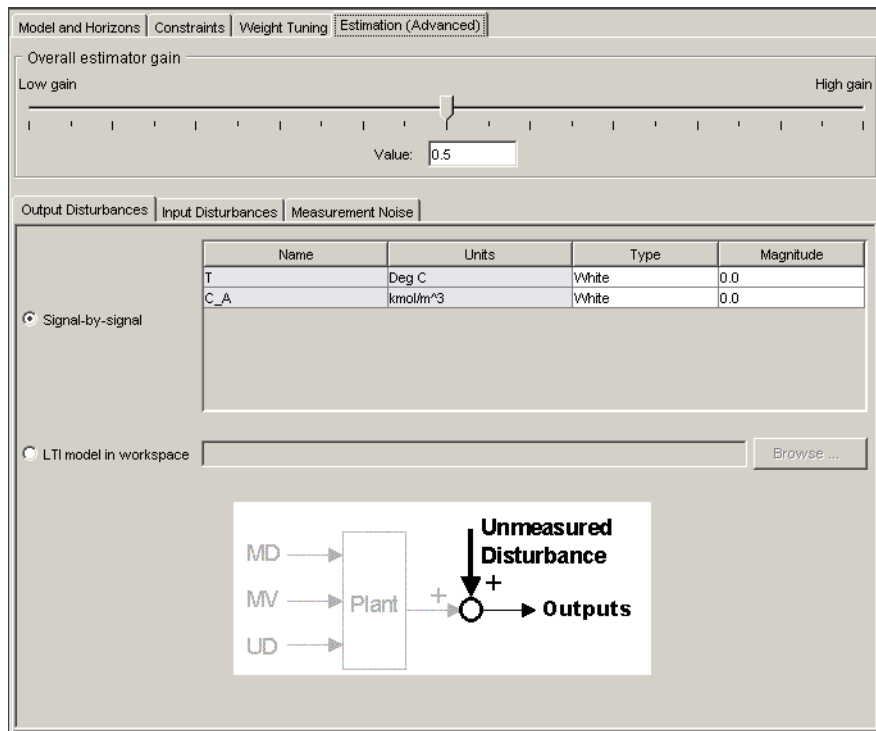 Model and Horizons Constraints Weight Tuning Estimation (Advanced)
Overall estimator gain
Low gain High gain
Value: 0.5
Output Disturbances Input Disturbances Measurement Noise
Name Units Type Magnitude
T Deg C White 0.0
C_A kmol/m^3 White 0.0
Signal-by-signal
LTI model in workspace Browse ...
Unmeasured
Disturbance
MD
+
MV Plant + Outputs
UD